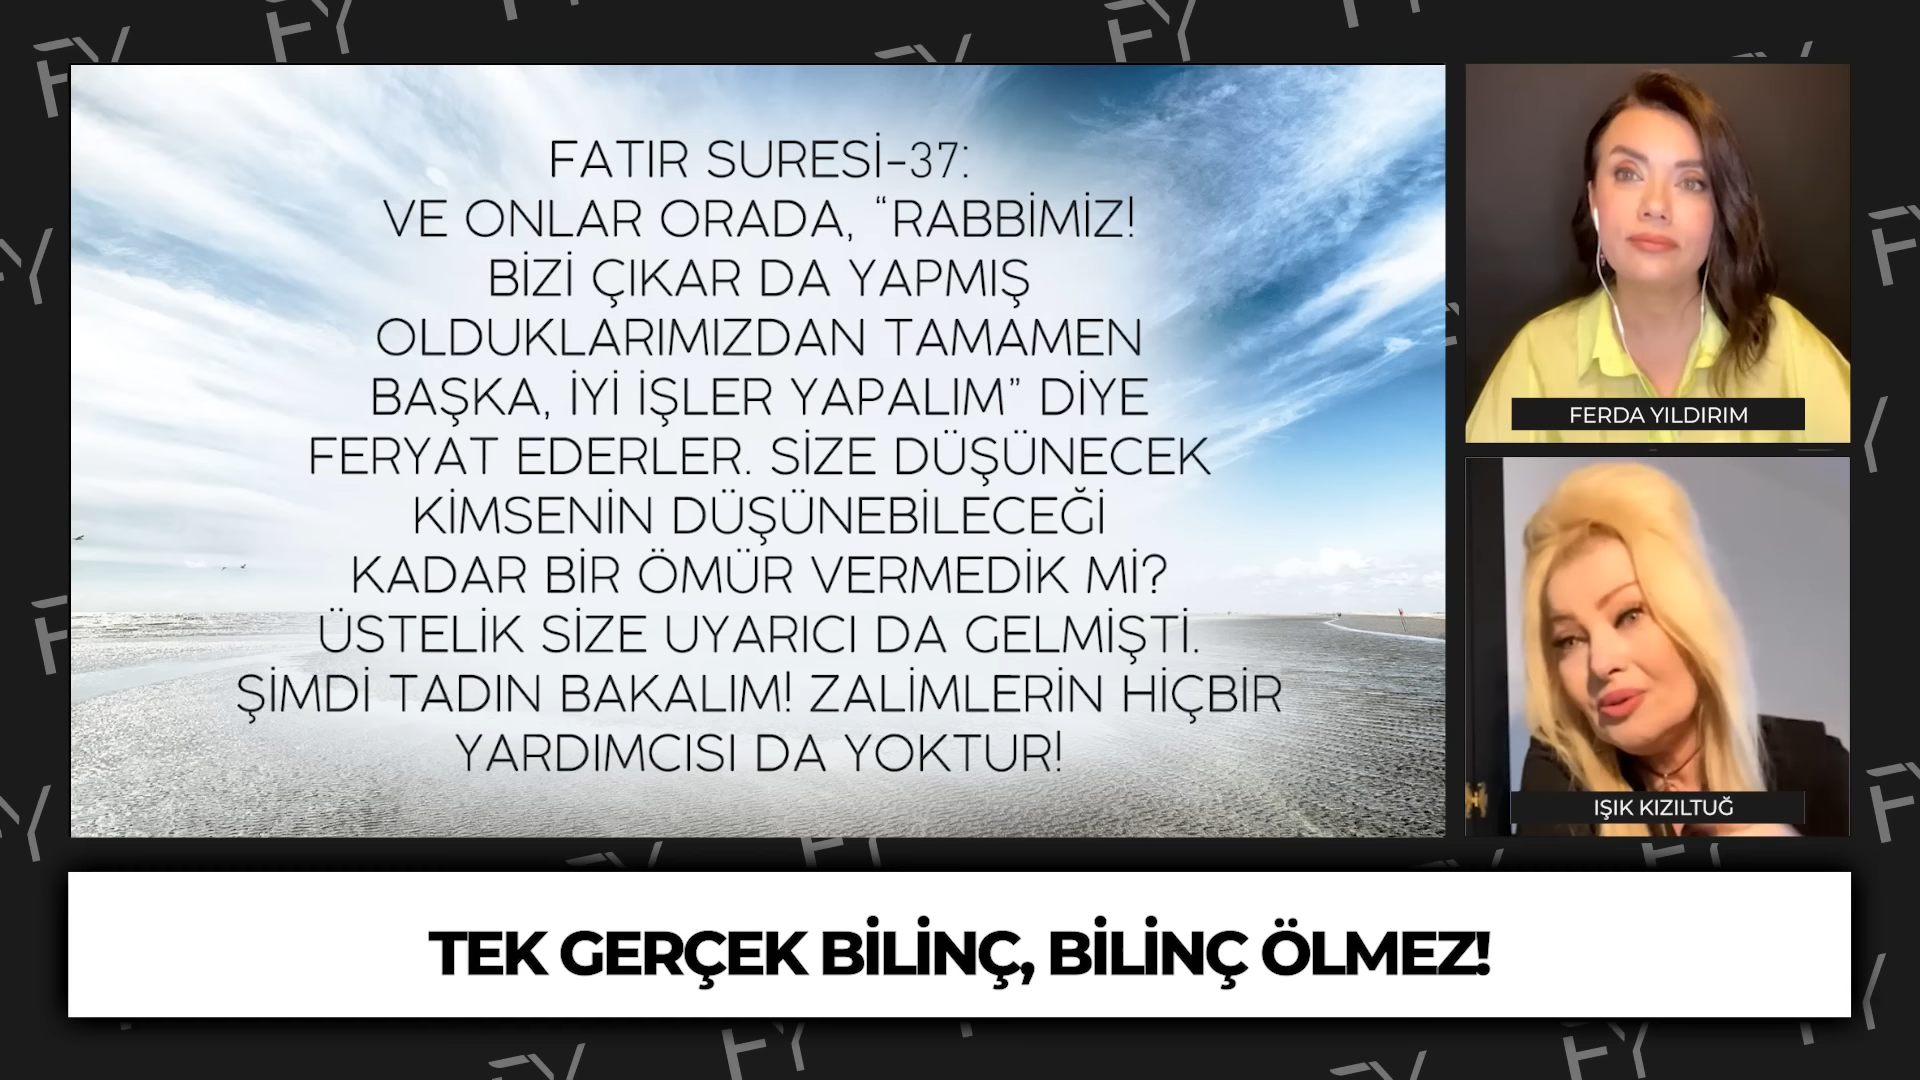 FATIR SURESİ-37:
VE ONLAR ORADA, “RABBİMİZ!
BİZİ ÇIKAR DA YAPMIŞ
OLDUKLARIMIZDAN TAMAMEN
BAŞKA, İYİ İŞLER YAPALIM” DİYE
FERYAT EDERLER. SİZE DÜŞÜNECEK
KİMSENİN DÜŞÜNEBİLECEĞİ
KADAR BİR ÖMÜR VERMEDİK Mİ?
ÜSTELİK SİZE UYARICI DA GELMİŞTİ.
ŞİMDİ TADIN BAKALIM! ZALİMLERİN HİÇBİR
YARDIMCISI DA YOKTUR!
FERDA YILDIRIM
IŞIK KIZILTUĞ
TEK GERÇEK BİLİNÇ, BİLİNÇ ÖLMEZ!